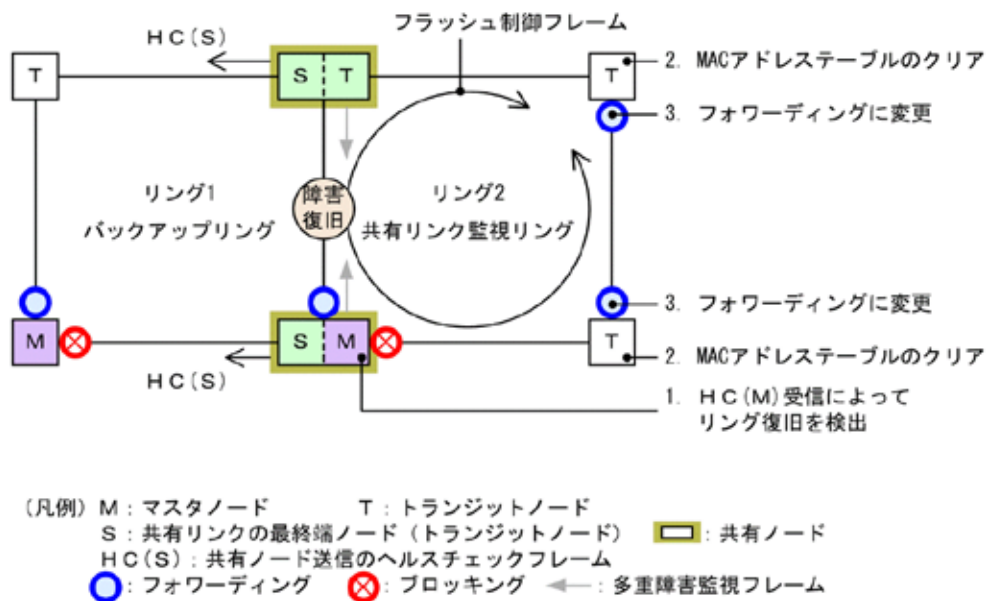 フラッシュ制御フレーム
HC(S)
T
S
T
T
2. MACアドレステーブルのクリア
3. フォワーディングに変更
リング1
バックアップリング
障害
復旧
リング2
共有リンク監視リング
3. フォワーディングに変更
M
S
M
T
2. MACアドレステーブルのクリア
HC(S)
1. HC(M)受信によって
リング復旧を検出
(凡例) M：マスタノード T：トランジットノード
S：共有リンクの最終端ノード（トランジットノード） ：共有ノード
HC(S)：共有ノード送信のヘルスチェックフレーム
：フォワーディング ：ブロッキング ：多重障害監視フレーム